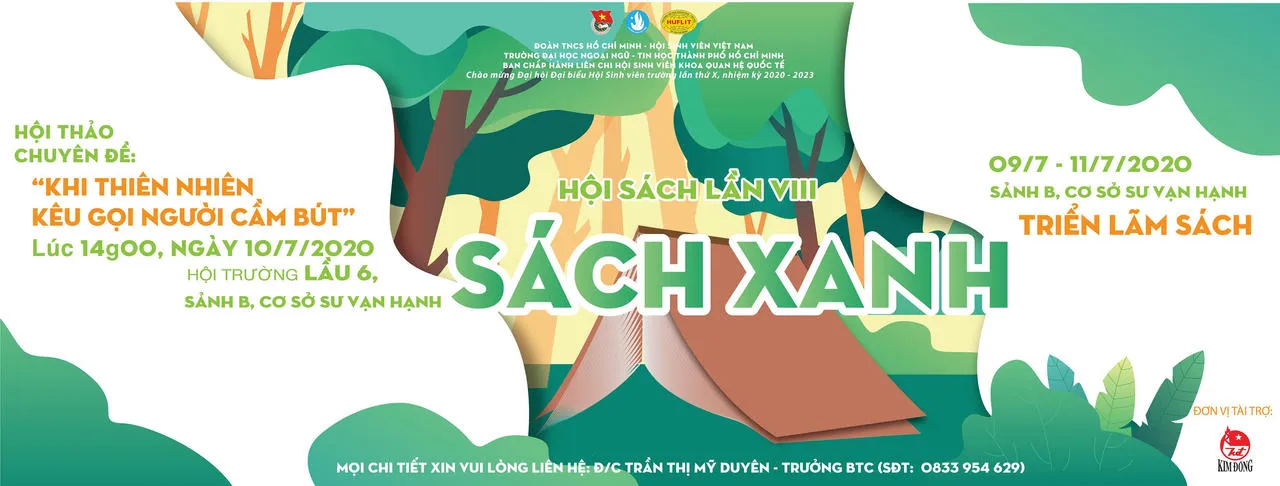 HUFLIT
ĐOÀN TNCS HỒ CHÍ MINH - HỘI SINH VIÊN VIỆT NAM
TRƯỜNG ĐẠI HỌC NGOẠI NGỮ - TIN HỌC THÀNH PHỐ HỒ CHÍ MINH
BAN CHẤP HÀNH LIÊN CHI HỘI SINH VIÊN KHOA QUAN HỆ QUỐC TẾ
Chào mừng Đại hội Đại biểu Hội Sinh viên trường lần thứ X, nhiệm kỳ 2020 - 2023
HỘI THẢO
CHUYÊN ĐỀ:
“KHI THIÊN NHIÊN
KÊU GỌI NGƯỜI CẦM BÚT”
Lúc 14g00, NGÀY 10/7/2020
HỘI TRƯỜNG LẦU 6,
SẢNH B, CƠ SỞ SƯ VẠN HẠNH
HỘI SÁCH LẦN VIII
SÁCH XANH
09/7 - 11/7/2020
SẢNH B, CƠ SỞ SƯ VẠN HẠNH
TRIỂN LÃM SÁCH
ĐƠN VỊ TÀI TRỢ:
KIM ĐỒNG
MỌI CHI TIẾT XIN VUI LÒNG LIÊN HỆ: Đ/C TRẦN THỊ MỸ DUYÊN - TRƯỞNG BTC (SĐT: 0833 954 629)